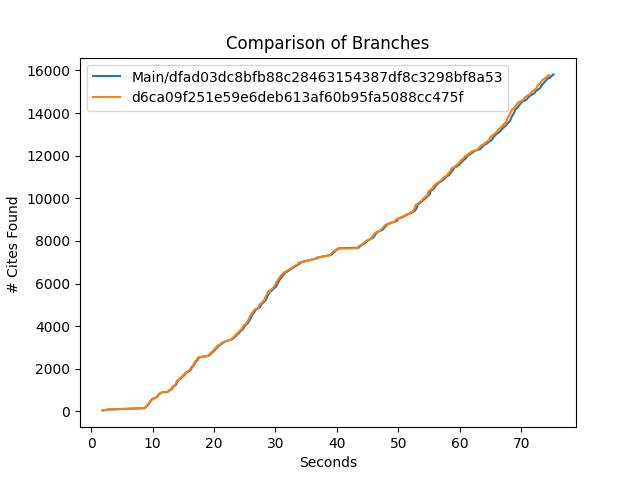 Comparison of Branches
Main/dfad03dc8bfb88c28463154387df8c3298bf8a53
d6ca09f251e59e6deb613af60b95fa5088cc475f
16000
14000
12000
10000
8000
6000
4000
2000
0
# Cites Found
0 10 20 30 40 50 60 70
Seconds